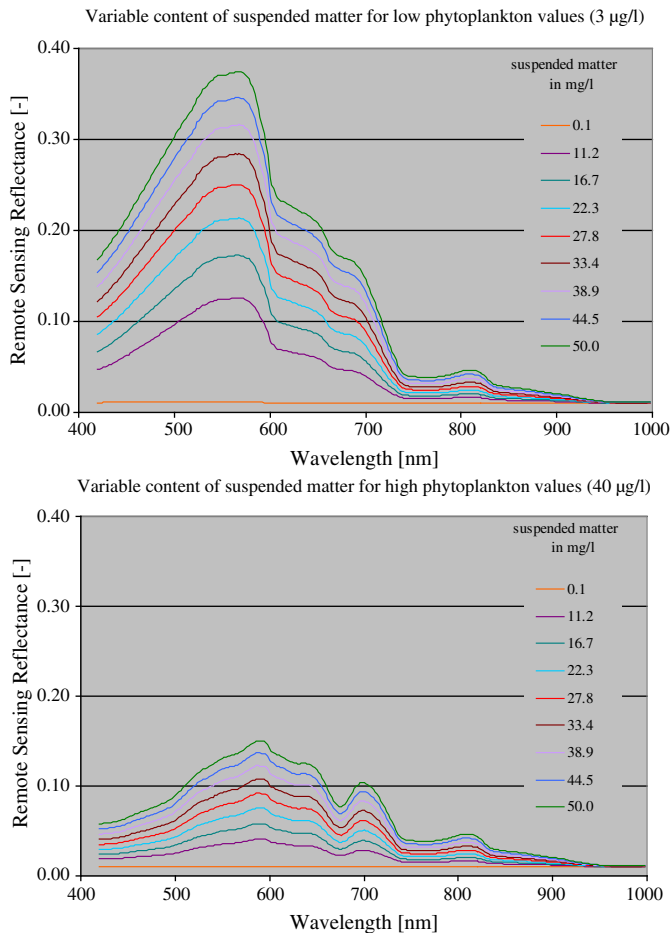 Variable content of suspended matter for low phytoplankton values (3 µg/l)
Remote Sensing Reflectance [-]
0.40
0.30
0.20
0.10
0.00
suspended matter
in mg/l
0.1
11.2
16.7
22.3
27.8
33.4
38.9
44.5
50.0
400 500 600 700 800 900 1000
Wavelength [nm]
Variable content of suspended matter for high phytoplankton values (40 µg/l)
Remote Sensing Reflectance [-]
0.40
0.30
0.20
0.10
0.00
suspended matter
in mg/l
0.1
11.2
16.7
22.3
27.8
33.4
38.9
44.5
50.0
400 500 600 700 800 900 1000
Wavelength [nm]